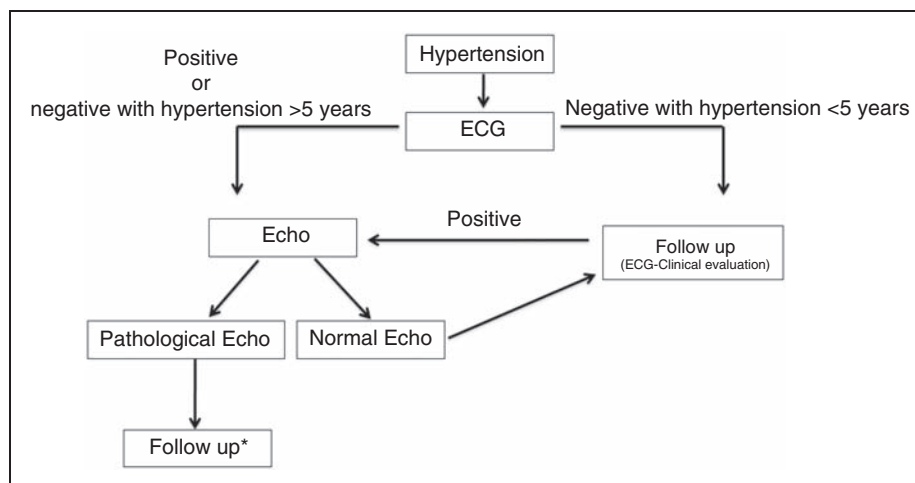 Hypertension
Positive
or
negative with hypertension >5 years
Negative with hypertension <5 years
ECG
Positive
Echo
Follow up
(ECG-Clinical evaluation)
Pathological Echo
Normal Echo
Follow up*